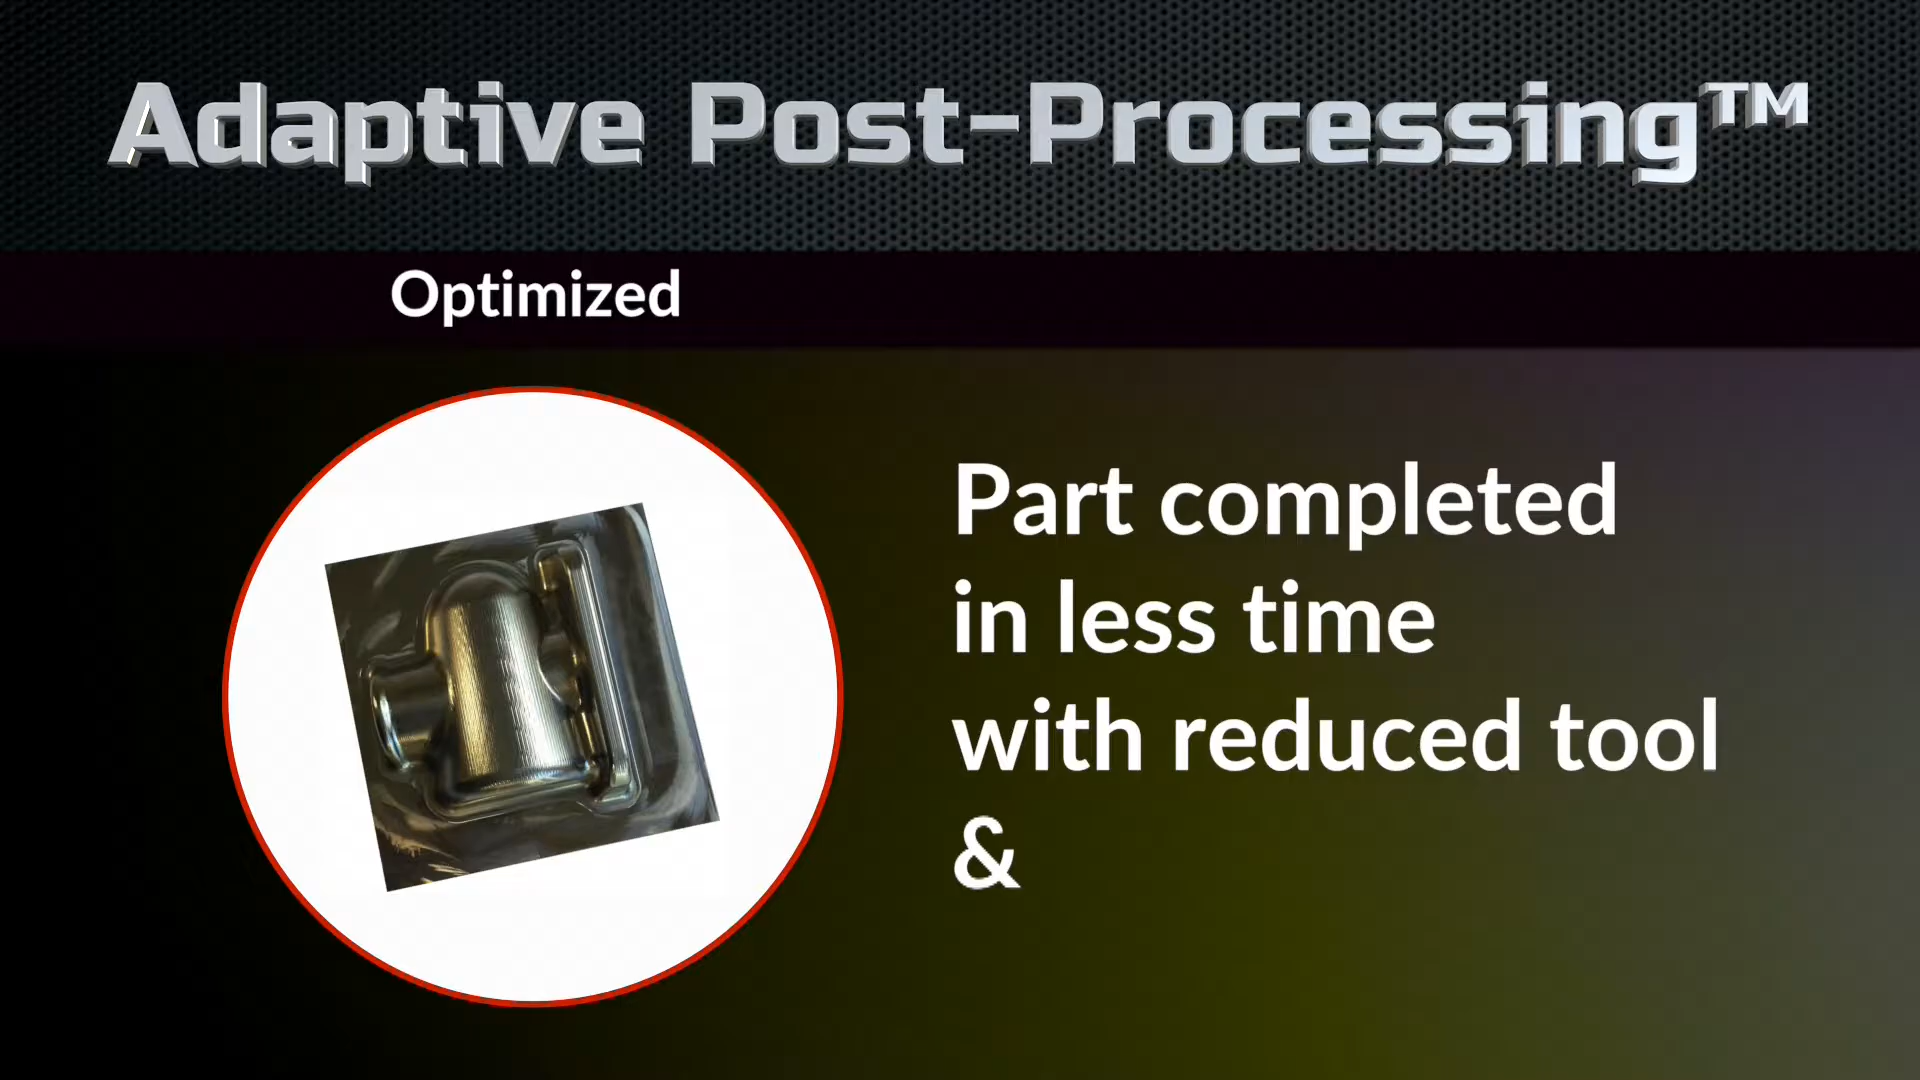 Adaptive Post-Processing™
Optimized
Part completed
in less time
with reduced tool
&